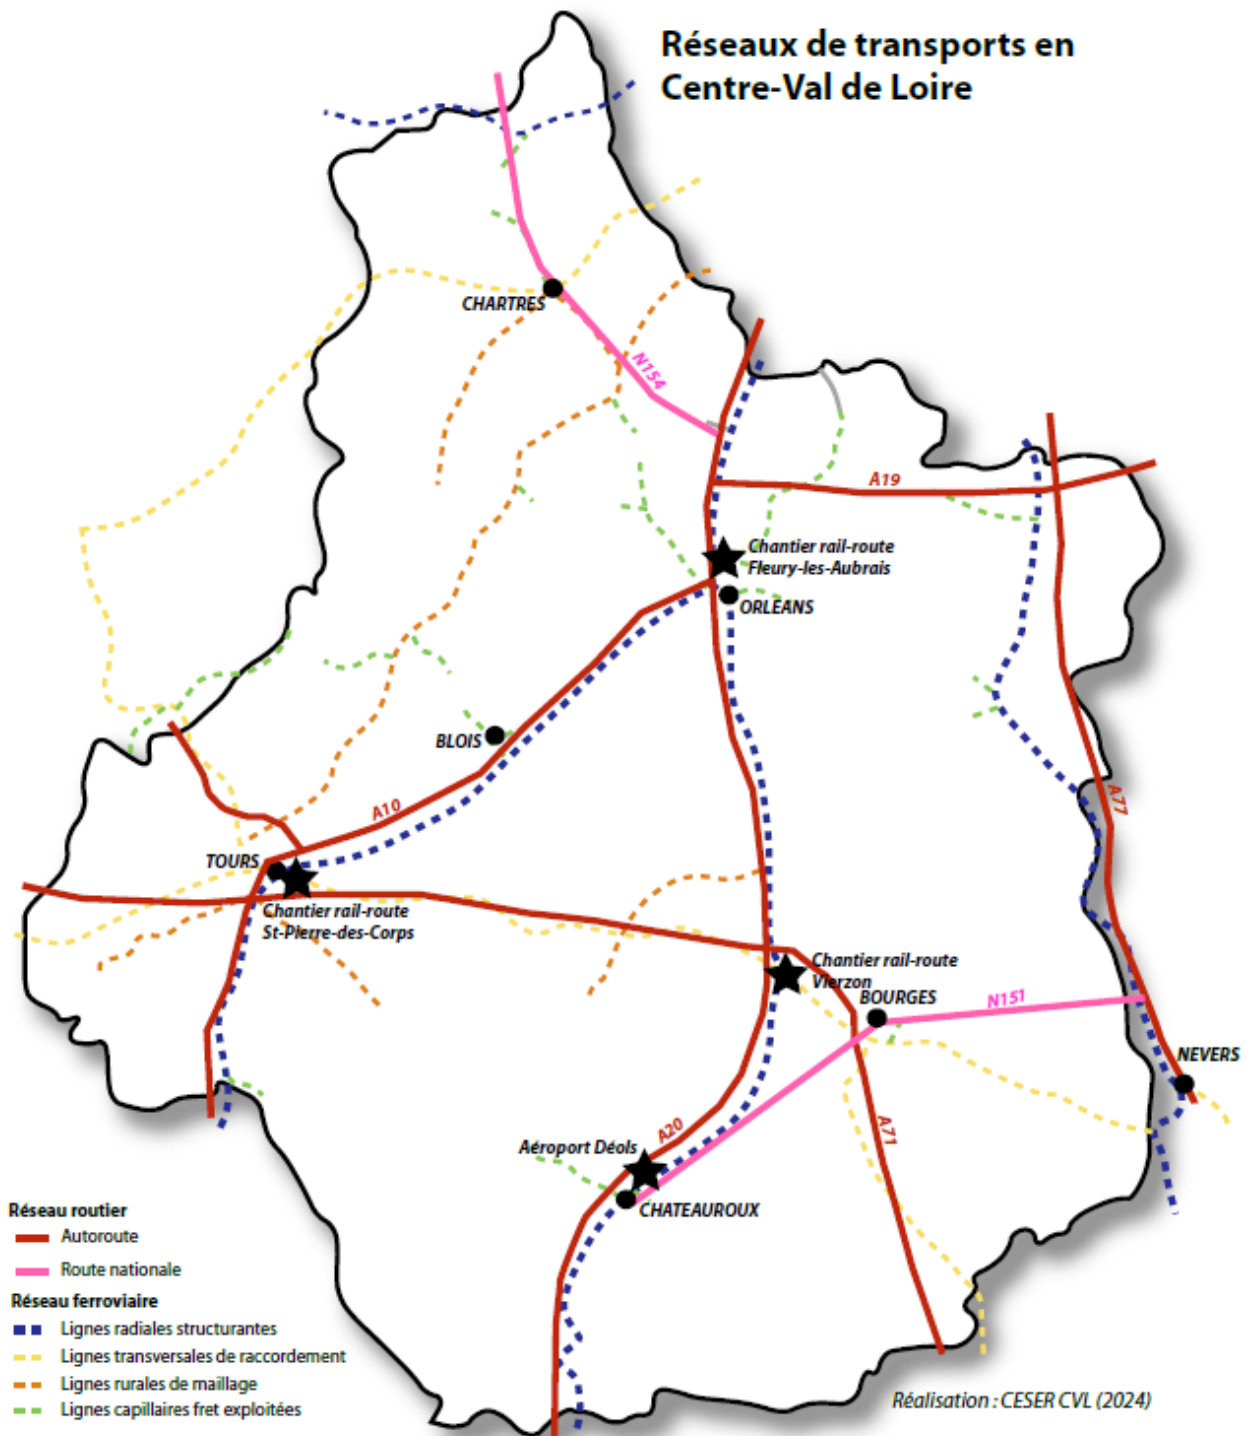 Réseaux de transports en
Centre-Val de Loire
CHARTRES
N154
A19
Chantier rail-route
Fleury-les-Aubrais
ORLEANS
BLOIS
A10
A77
TOURS
Chantier rail-route
St-Pierre-des-Corps
Chantier rail-route
Vierzon
BOURGES
N151
NEVERS
A20
A71
Aéroport Déols
CHATEAUROUX
Réseau routier
Autoroute
Route nationale
Réseau ferroviaire
Lignes radiales structurantes
Lignes transversales de raccordement
Lignes rurales de maillage
Lignes capillaires fret exploitées
Réalisation : CESER CVL (2024)